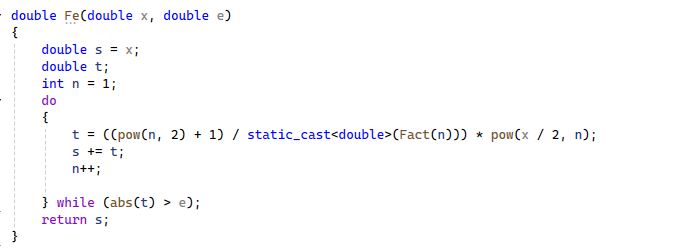 double Fe(double x, double e)
{
    double s = x;
    double t;
    int n = 1;
    do
    {
        t = ((pow(n, 2) + 1) / static_cast<double>(Fact(n))) * pow(x / 2, n);
        s += t;
        n++;

    } while (abs(t) > e);
    return s;
}